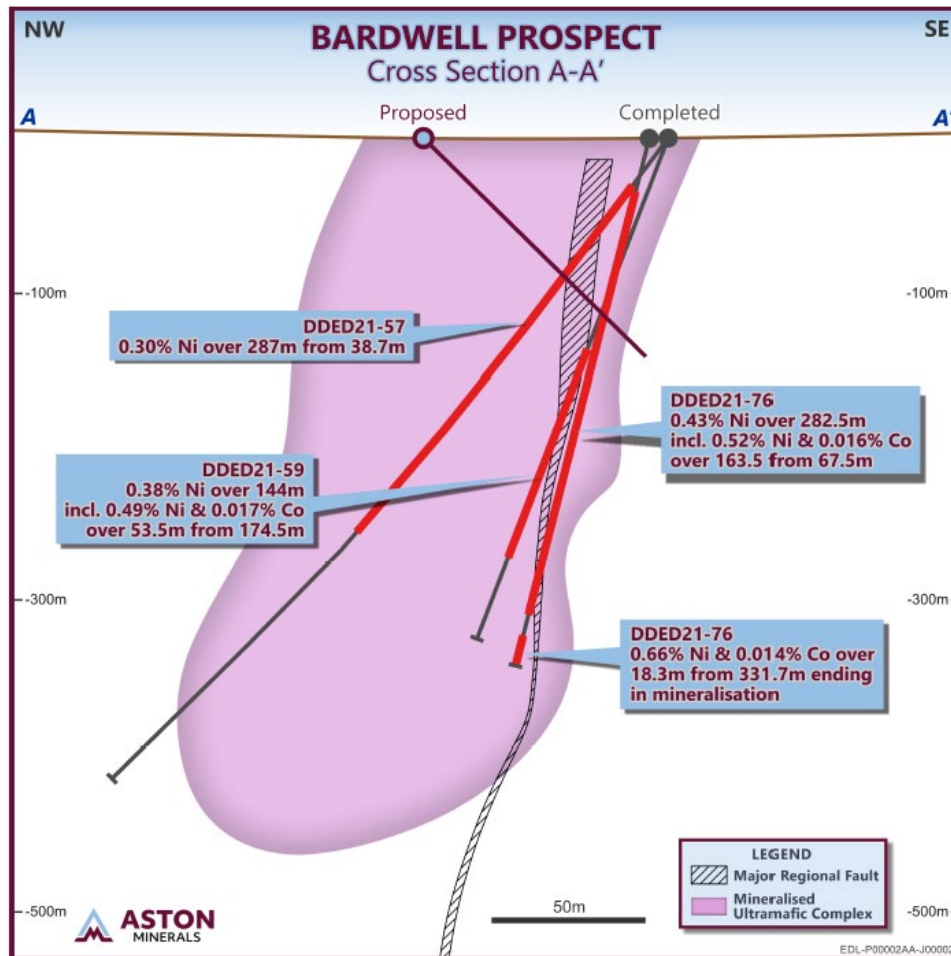 NW
BARDWELL PROSPECT
SE
Cross Section A-A'
A
Proposed
Completed
A'
-100m
-100m
DDED21-57
0.30% Ni over 287m from 38.7m
DDED21-76
0.43% Ni over 282.5m
incl. 0.52% Ni & 0.016% Co
over 163.5 from 67.5m
DDED21-59
0.38% Ni over 144m
incl. 0.49% Ni & 0.017% Co
over 53.5m from 174.5m
-300m
-300m
DDED21-76
0.66% Ni & 0.014% Co over
18.3m from 331.7m ending
in mineralisation
LEGEND
Major Regional Fault
Mineralised
Ultramafic Complex
-500m
ASTON
MINERALS
50m
-500m
EDL-P00002AA-J00002